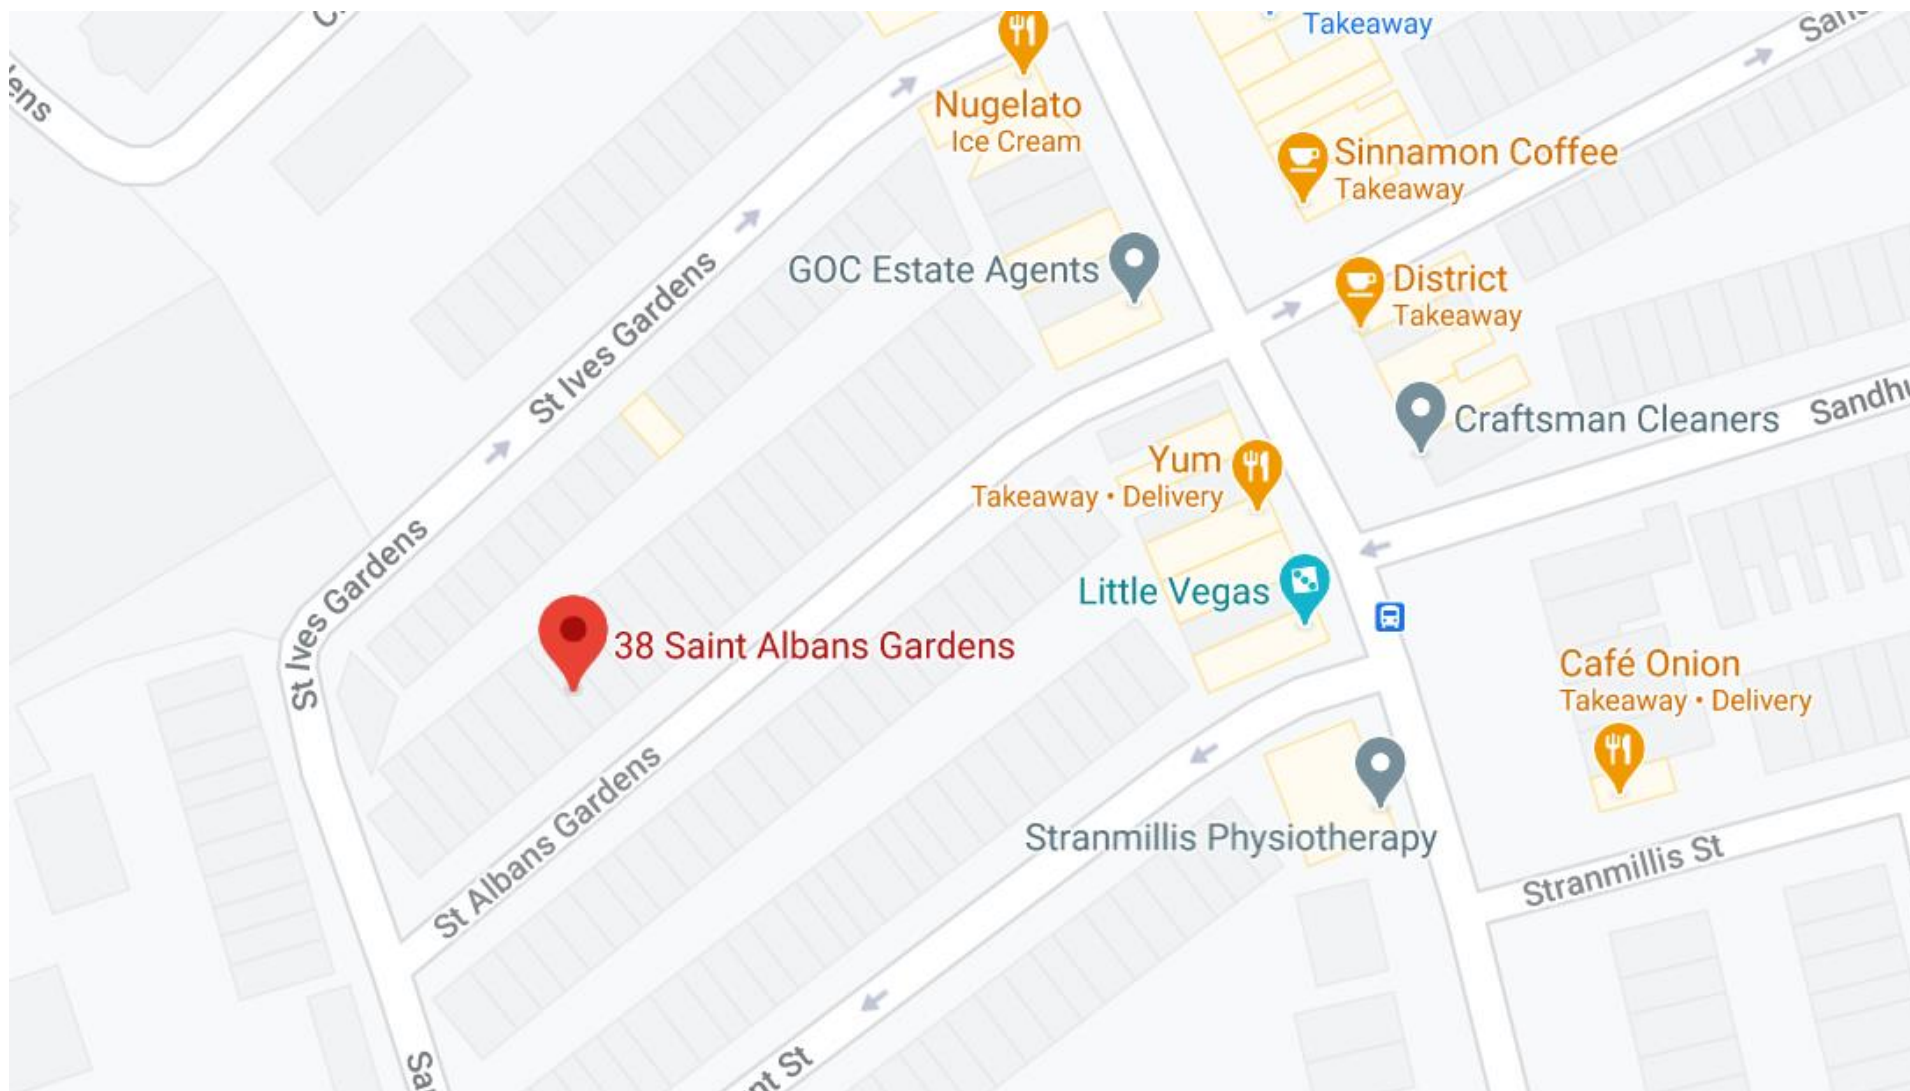 Takeaway
Nugelato
Ice Cream
Sinnamon Coffee
Takeaway
GOC Estate Agents
District
Takeaway
St Ives Gardens
Craftsman Cleaners
Yum
Takeaway • Delivery
Little Vegas
St Ives Gardens
38 Saint Albans Gardens
Café Onion
Takeaway • Delivery
St Albans Gardens
Stranmillis Physiotherapy
Stranmillis St
St